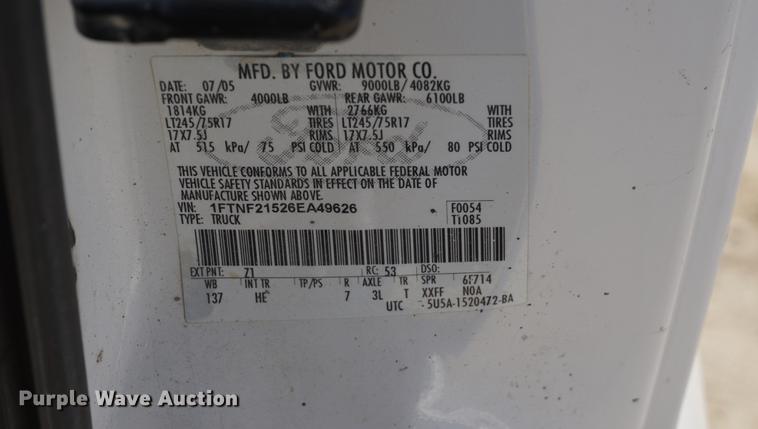 MFD. BY FORD MOTOR CO.
DATE: 07/05 GVWR: 9000LB/4082KG
FRONT GAWR: 4000LB REAR GAWR: 6100LB
1814KG WITH 2766KG WITH
LT245/75R17 TIRES LT245/75R17 TIRES
17X7.5J RIMS 17X7.5J RIMS
AT 515 kPa/ 75 PSI COLD AT 550 kPa/ 80 PSI COLD
Ford
THIS VEHICLE CONFORMS TO ALL APPLICABLE FEDERAL MOTOR
VEHICLE SAFETY STANDARDS IN EFFECT ON THE DATE OF
MANUFACTURE SHOWN ABOVE.
VIN: 1FTNF21526EA49626 F0054
TYPE: TRUCK T1085
EXT PNT: Z1 RC: 53 DSO:
WB INT TR TP/PS R AXLE TR SPR 6F714
137 HE 7 3L T XXFF NOA
UTC -5U5A-1520472-BA
Purple Wave Auction